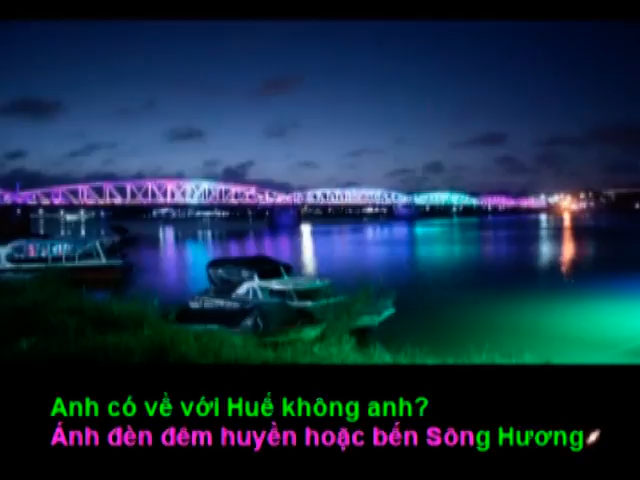 Anh có về với Huế không anh?
Ánh đèn đêm huyền hoặc bến Sông Hương